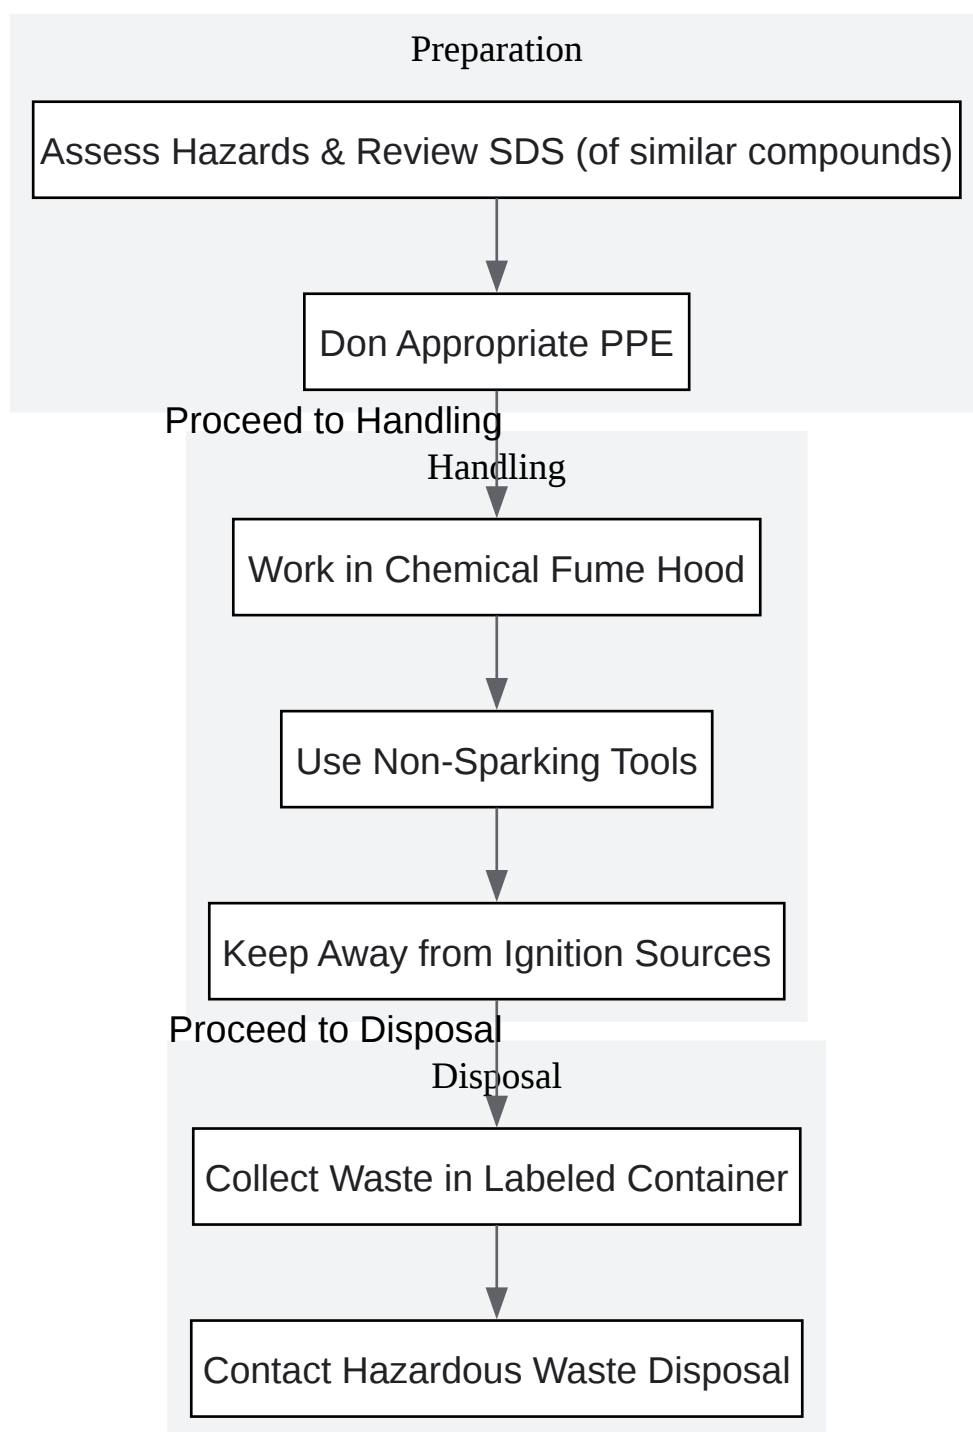 Preparation
Assess Hazards & Review SDS (of similar compounds)
Don Appropriate PPE
Proceed to Handling
Handling
Work in Chemical Fume Hood
Use Non-Sparking Tools
Keep Away from Ignition Sources
Proceed to Disposal
Disposal
Collect Waste in Labeled Container
Contact Hazardous Waste Disposal